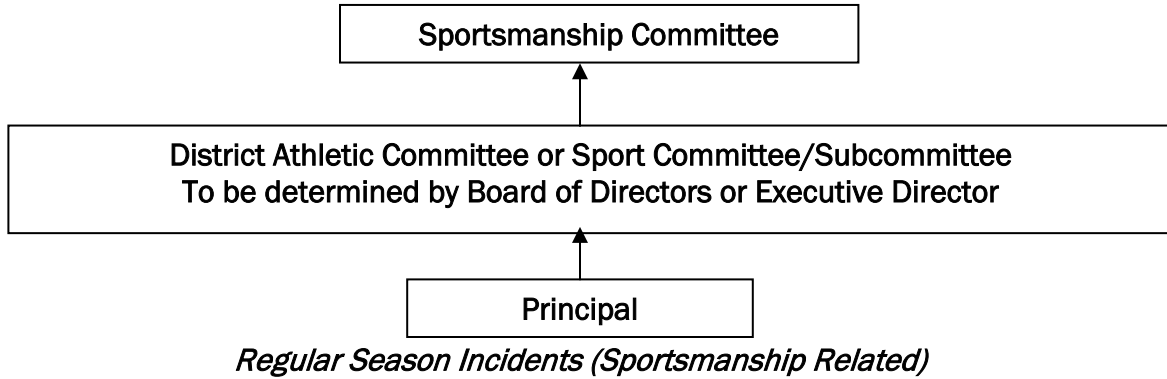 Sportsmanship Committee
District Athletic Committee or Sport Committee/Subcommittee
To be determined by Board of Directors or Executive Director
Principal
Regular Season Incidents (Sportsmanship Related)